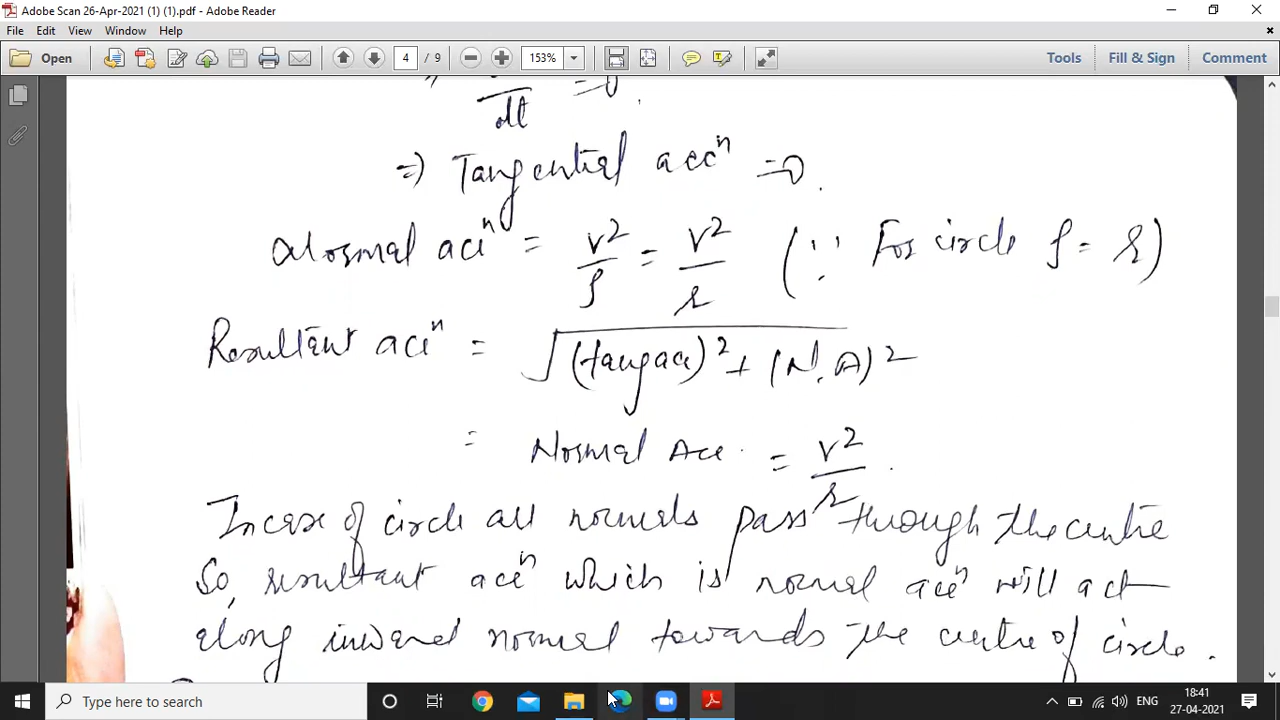 Adobe Scan 26-Apr-2021 (1) (1).pdf - Adobe Reader
File Edit View Window Help
Open 4 / 9 153% Tools Fill & Sign Comment
dt = 0.
=) Tangential accⁿ = 0.
Normal accⁿ = v²/ρ = v²/r (∵ For circle ρ = r)
Resultant accⁿ = √(tang acc)² + (N.A)²
= Normal Acc. = v²/r.
In case of circle all normals pass through the centre
So, resultant accⁿ which is normal accⁿ will act
along inward normal towards the centre of circle.
Type here to search ENG 18:41
27-04-2021